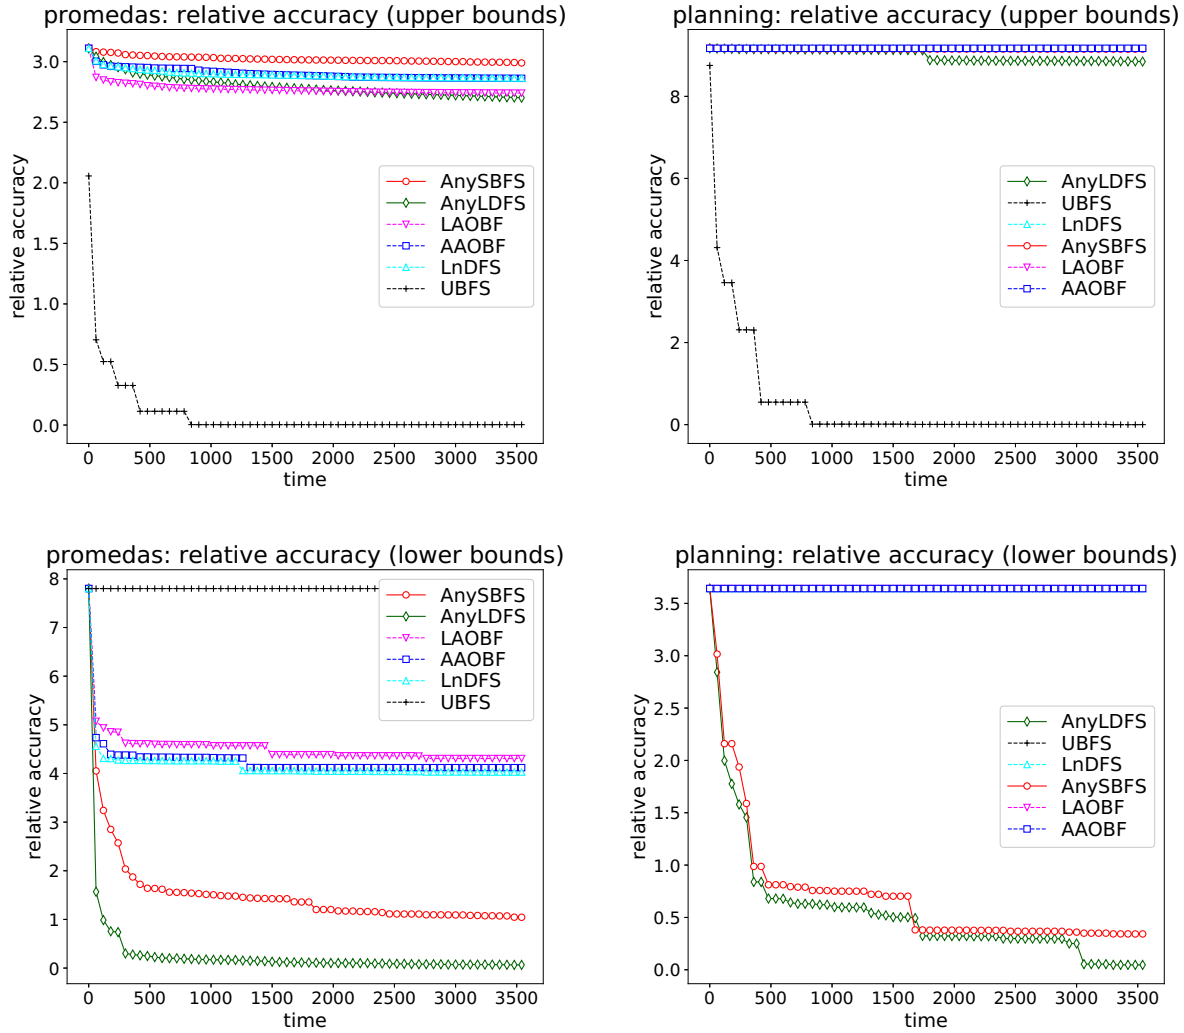 promedas: relative accuracy (upper bounds)
relative accuracy
3.0
2.5
2.0
1.5
1.0
0.5
0.0
AnySBFS
AnyLDFS
LAOBF
AAOBF
LnDFS
UBFS
0 500 1000 1500 2000 2500 3000 3500
time
planning: relative accuracy (upper bounds)
relative accuracy
8
6
4
2
0
AnyLDFS
UBFS
LnDFS
AnySBFS
LAOBF
AAOBF
0 500 1000 1500 2000 2500 3000 3500
time
promedas: relative accuracy (lower bounds)
relative accuracy
8
7
6
5
4
3
2
1
0
AnySBFS
AnyLDFS
LAOBF
AAOBF
LnDFS
UBFS
0 500 1000 1500 2000 2500 3000 3500
time
planning: relative accuracy (lower bounds)
relative accuracy
3.5
3.0
2.5
2.0
1.5
1.0
0.5
0.0
AnyLDFS
UBFS
LnDFS
AnySBFS
LAOBF
AAOBF
0 500 1000 1500 2000 2500 3000 3500
time